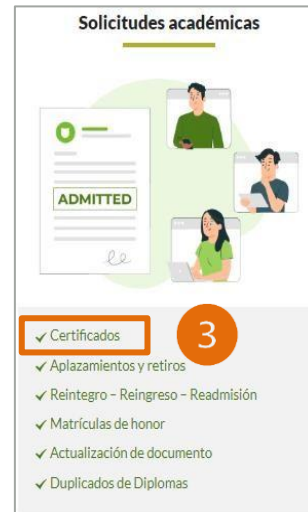 Solicitudes académicas
ADMITTED
✓ Certificados
3
✓ Aplazamientos y retiros
✓ Reintegro – Reingreso – Readmisión
✓ Matrículas de honor
✓ Actualización de documento
✓ Duplicados de Diplomas